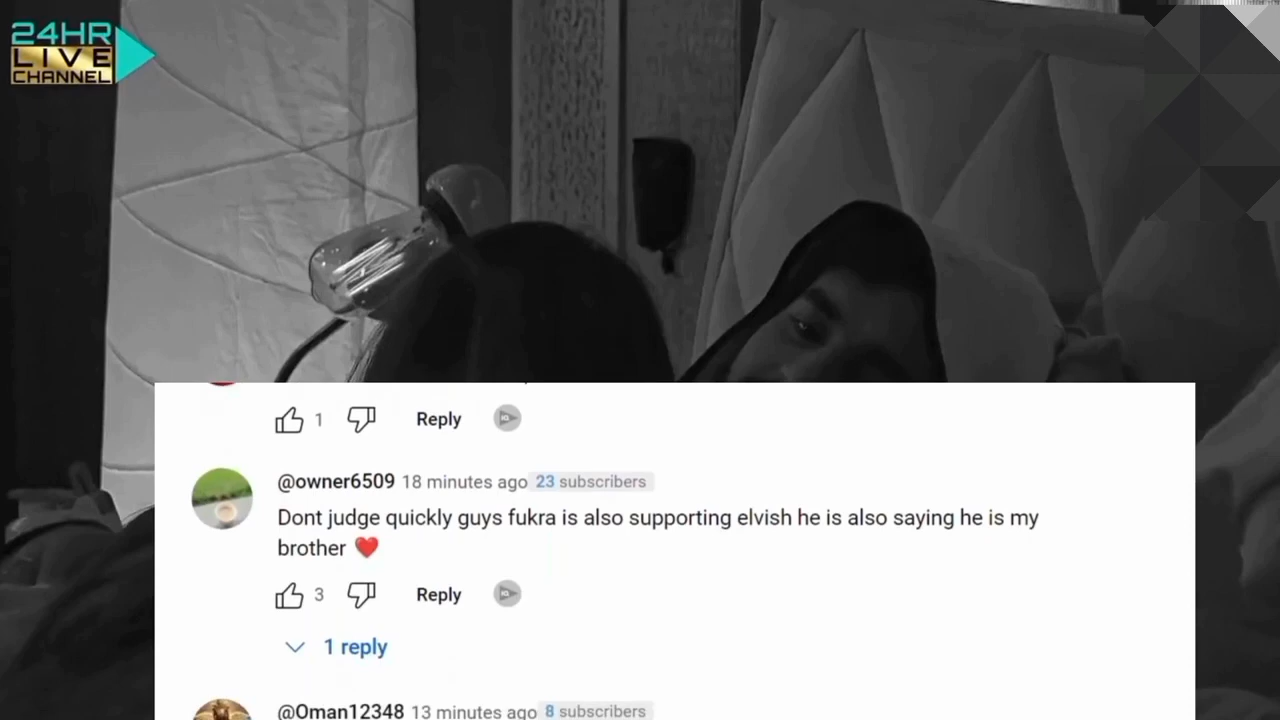 24HR
LIVE
CHANNEL
1 Reply
@owner6509 18 minutes ago 23 subscribers
Dont judge quickly guys fukra is also supporting elvish he is also saying he is my
brother ❤️
3 Reply
1 reply
@Oman12348 13 minutes ago 8 subscribers